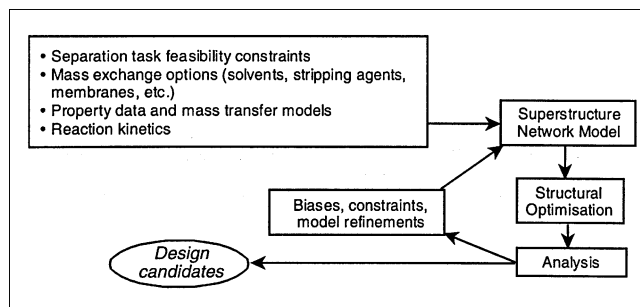 • Separation task feasibility constraints
• Mass exchange options (solvents, stripping agents,
membranes, etc.)
• Property data and mass transfer models
• Reaction kinetics
Superstructure
Network Model
Biases, constraints,
model refinements
Structural
Optimisation
Design
candidates
Analysis